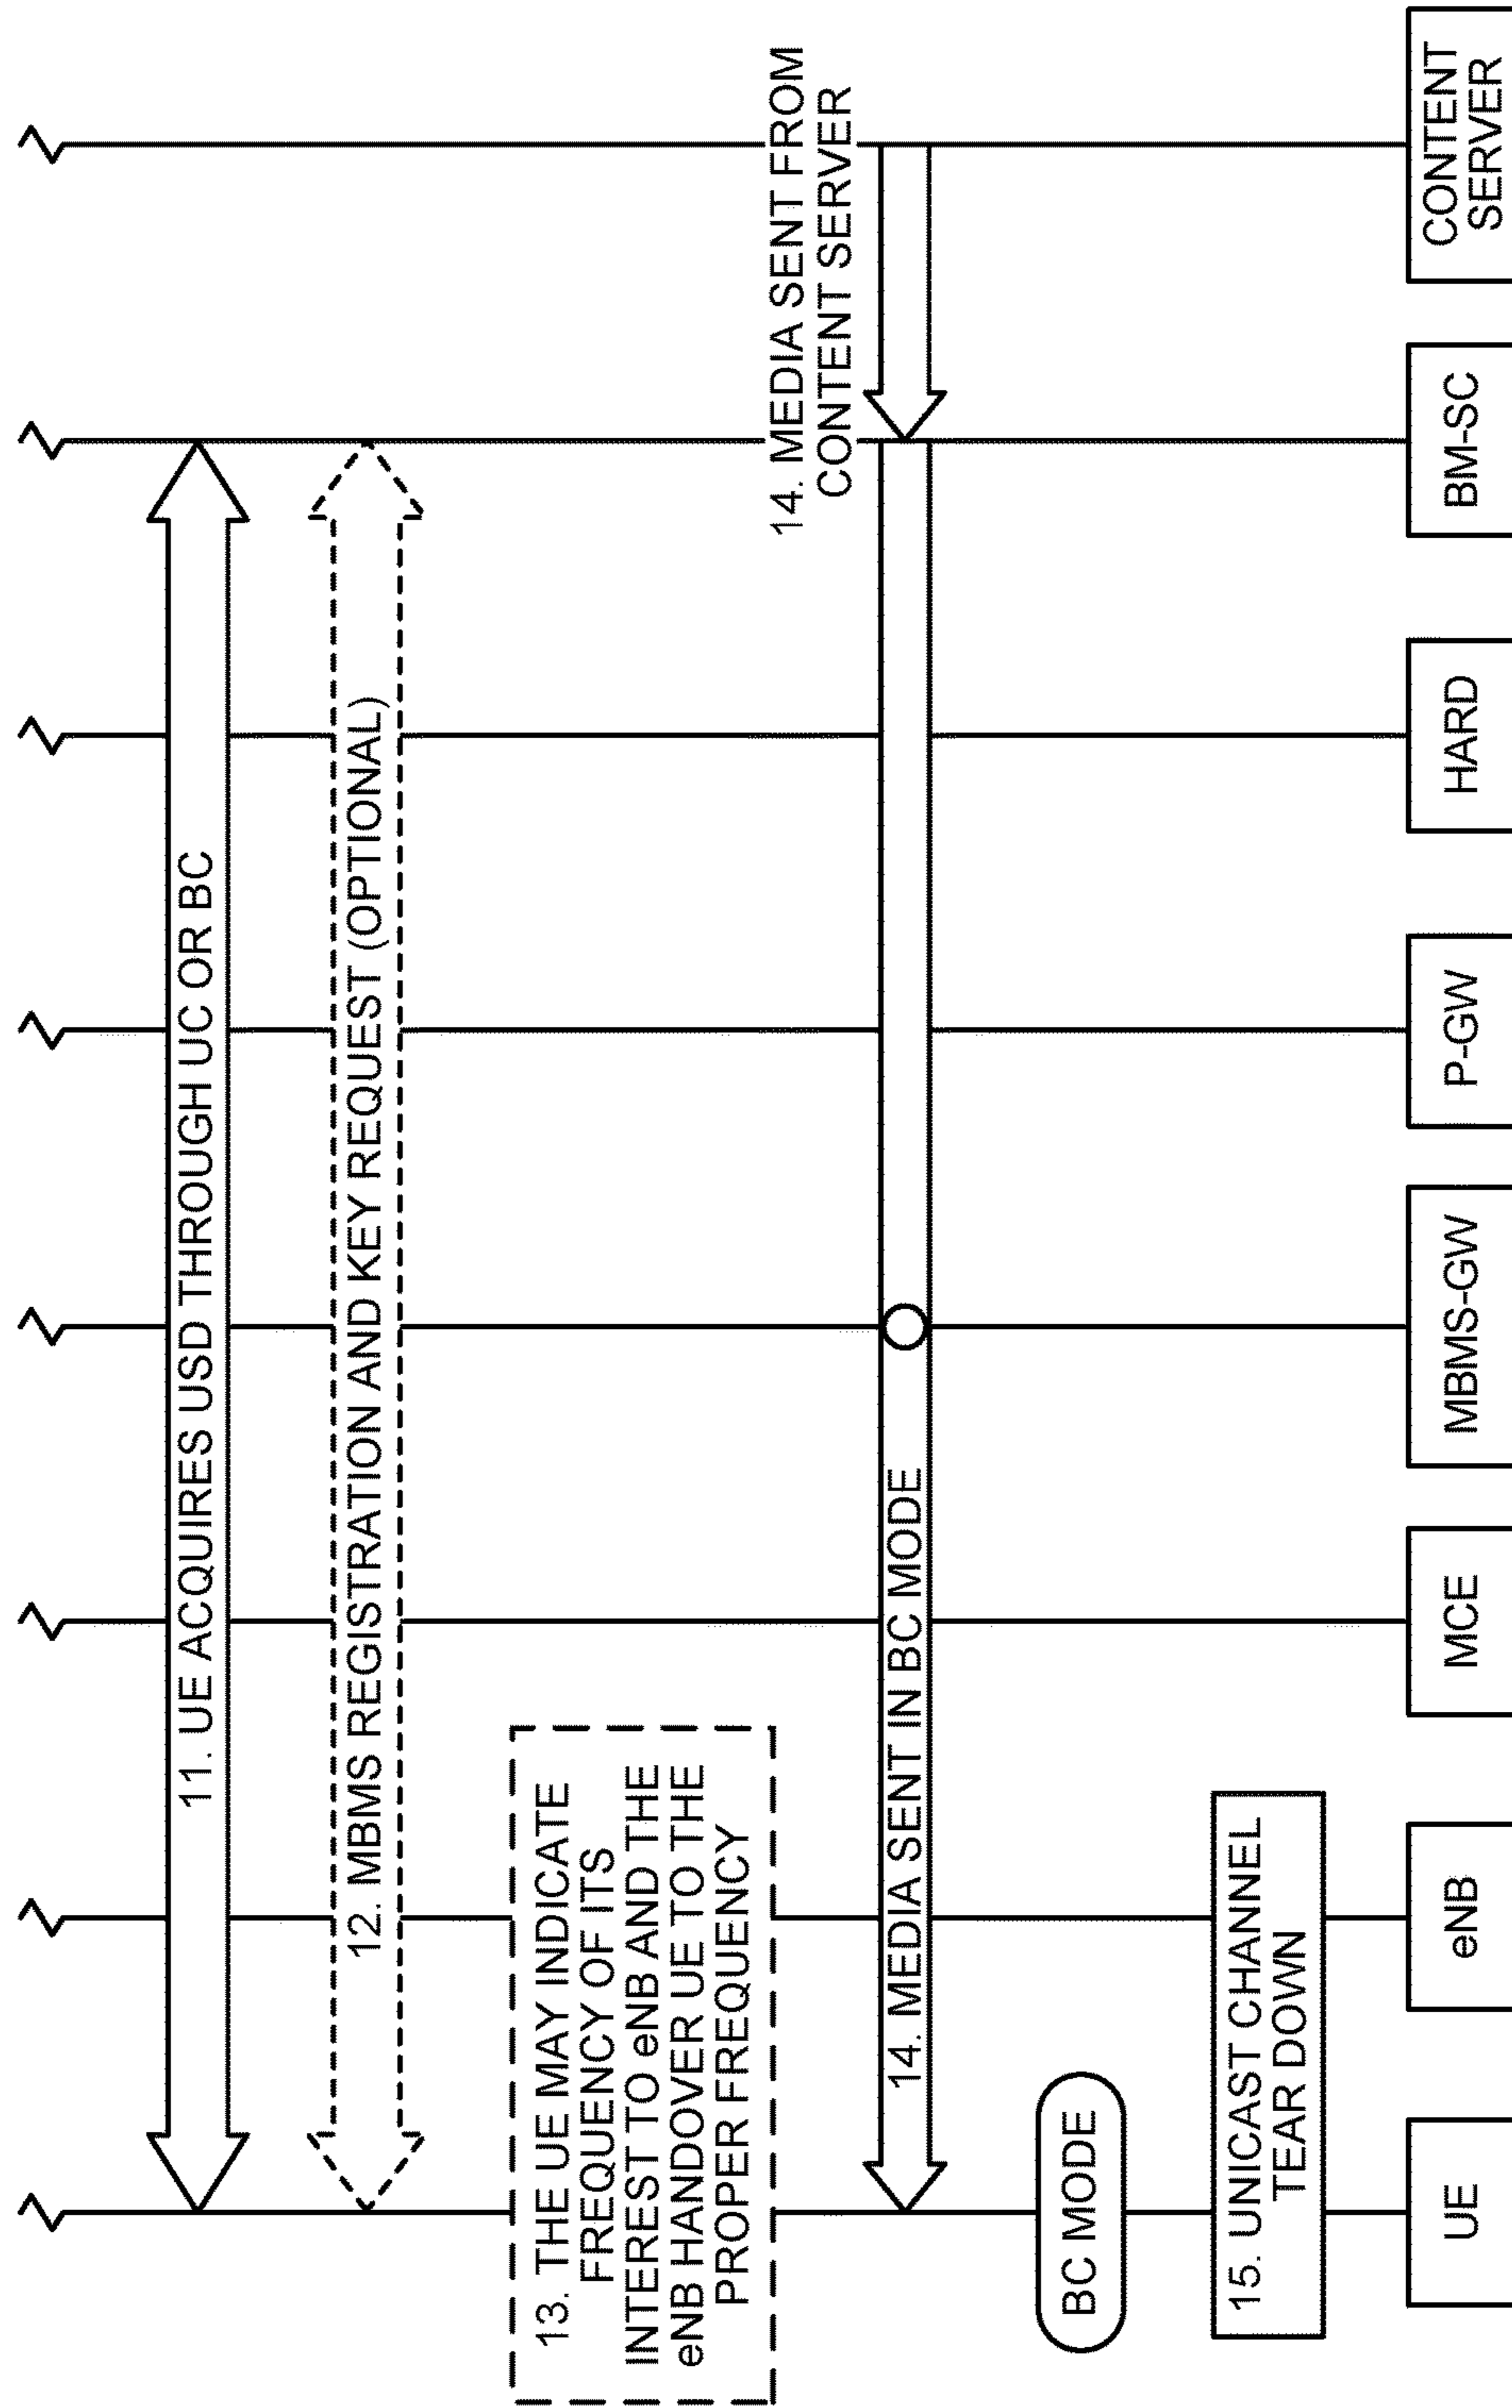 11. UE ACQUIRES USD THROUGH UC OR BC
12. MBMS REGISTRATION AND KEY REQUEST (OPTIONAL)
13. THE UE MAY INDICATE
FREQUENCY OF ITS
INTEREST TO eNB AND THE
eNB HANDOVER UE TO THE
PROPER FREQUENCY
14. MEDIA SENT FROM
CONTENT SERVER
14. MEDIA SENT IN BC MODE
BC MODE
15. UNICAST CHANNEL
TEAR DOWN
UE
eNB
MCE
MBMS-GW
P-GW
HARD
BM-SC
CONTENT
SERVER